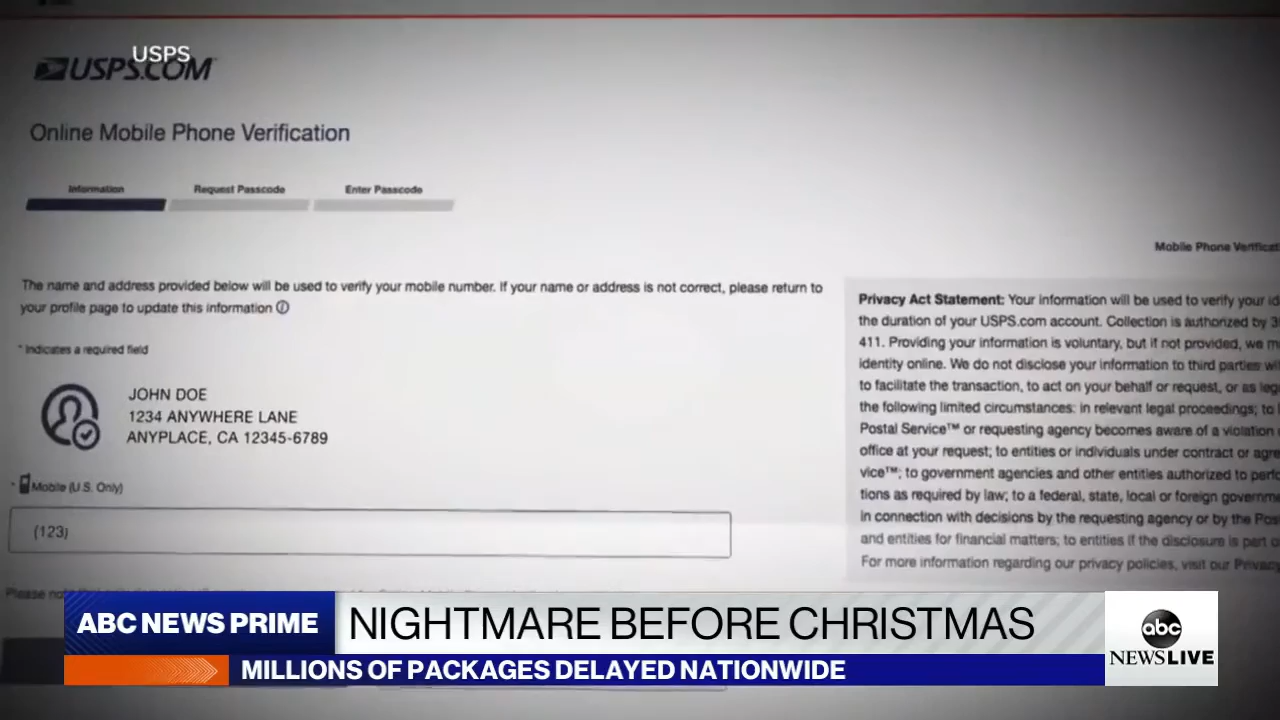 USPS
USPS.COM
Online Mobile Phone Verification
Information
Request Passcode
Enter Passcode
Mobile Phone
The name and address provided below will be used to verify your mobile number. If your name or address is not correct, please return to
your profile page to update this information
* Indicates a required field
JOHN DOE
1234 ANYWHERE LANE
ANYPLACE, CA 12345-6789
* Mobile (U.S. Only)
(123)
Privacy Act Statement: Your information will be used to verify your
the duration of your USPS.com account. Collection is authorized by
411. Providing your information is voluntary, but if not provided, we
identity online. We do not disclose your information to third parties
to facilitate the transaction, to act on your behalf or request, or as
the following limited circumstances: in relevant legal proceedings; to
Postal Service™ or requesting agency becomes aware of a violation
office at your request; to entities or individuals under contract or
vice™; to government agencies and other entities authorized to
tions as required by law; to a federal, state, local or foreign
in connection with decisions by the requesting agency or by the
and entities for financial matters; to entities if the disclosure is part
For more information regarding our privacy policies, visit our
Please
ABC NEWS PRIME
NIGHTMARE BEFORE CHRISTMAS
MILLIONS OF PACKAGES DELAYED NATIONWIDE
abc
NEWS LIVE